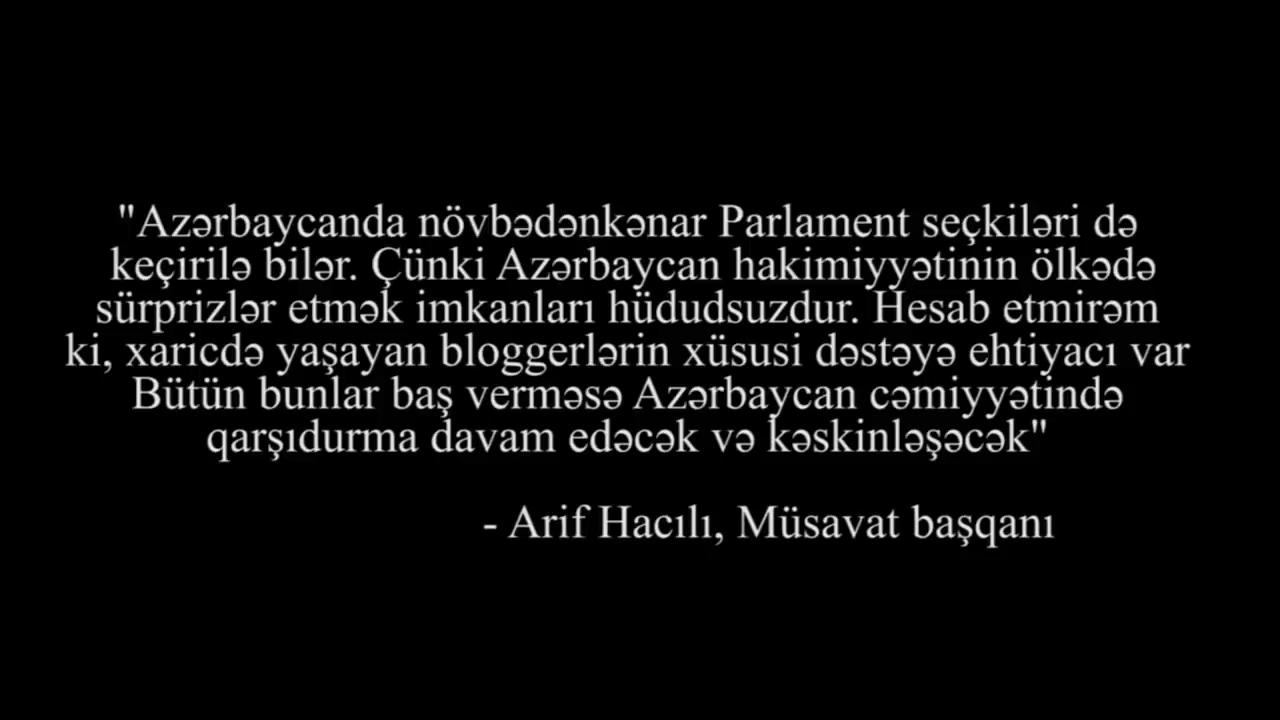 "Azərbaycanda növbədənkənar Parlament seçkiləri də
keçirilə bilər. Çünki Azərbaycan hakimiyyətinin ölkədə
sürprizlər etmək imkanları hüdudsuzdur. Hesab etmirəm
ki, xaricdə yaşayan bloggerlərin xüsusi dəstəyə ehtiyacı var
Bütün bunlar baş verməsə Azərbaycan cəmiyyətində
qarşıdurma davam edəcək və kəskinləşəcək"
- Arif Hacılı, Müsavat başqanı